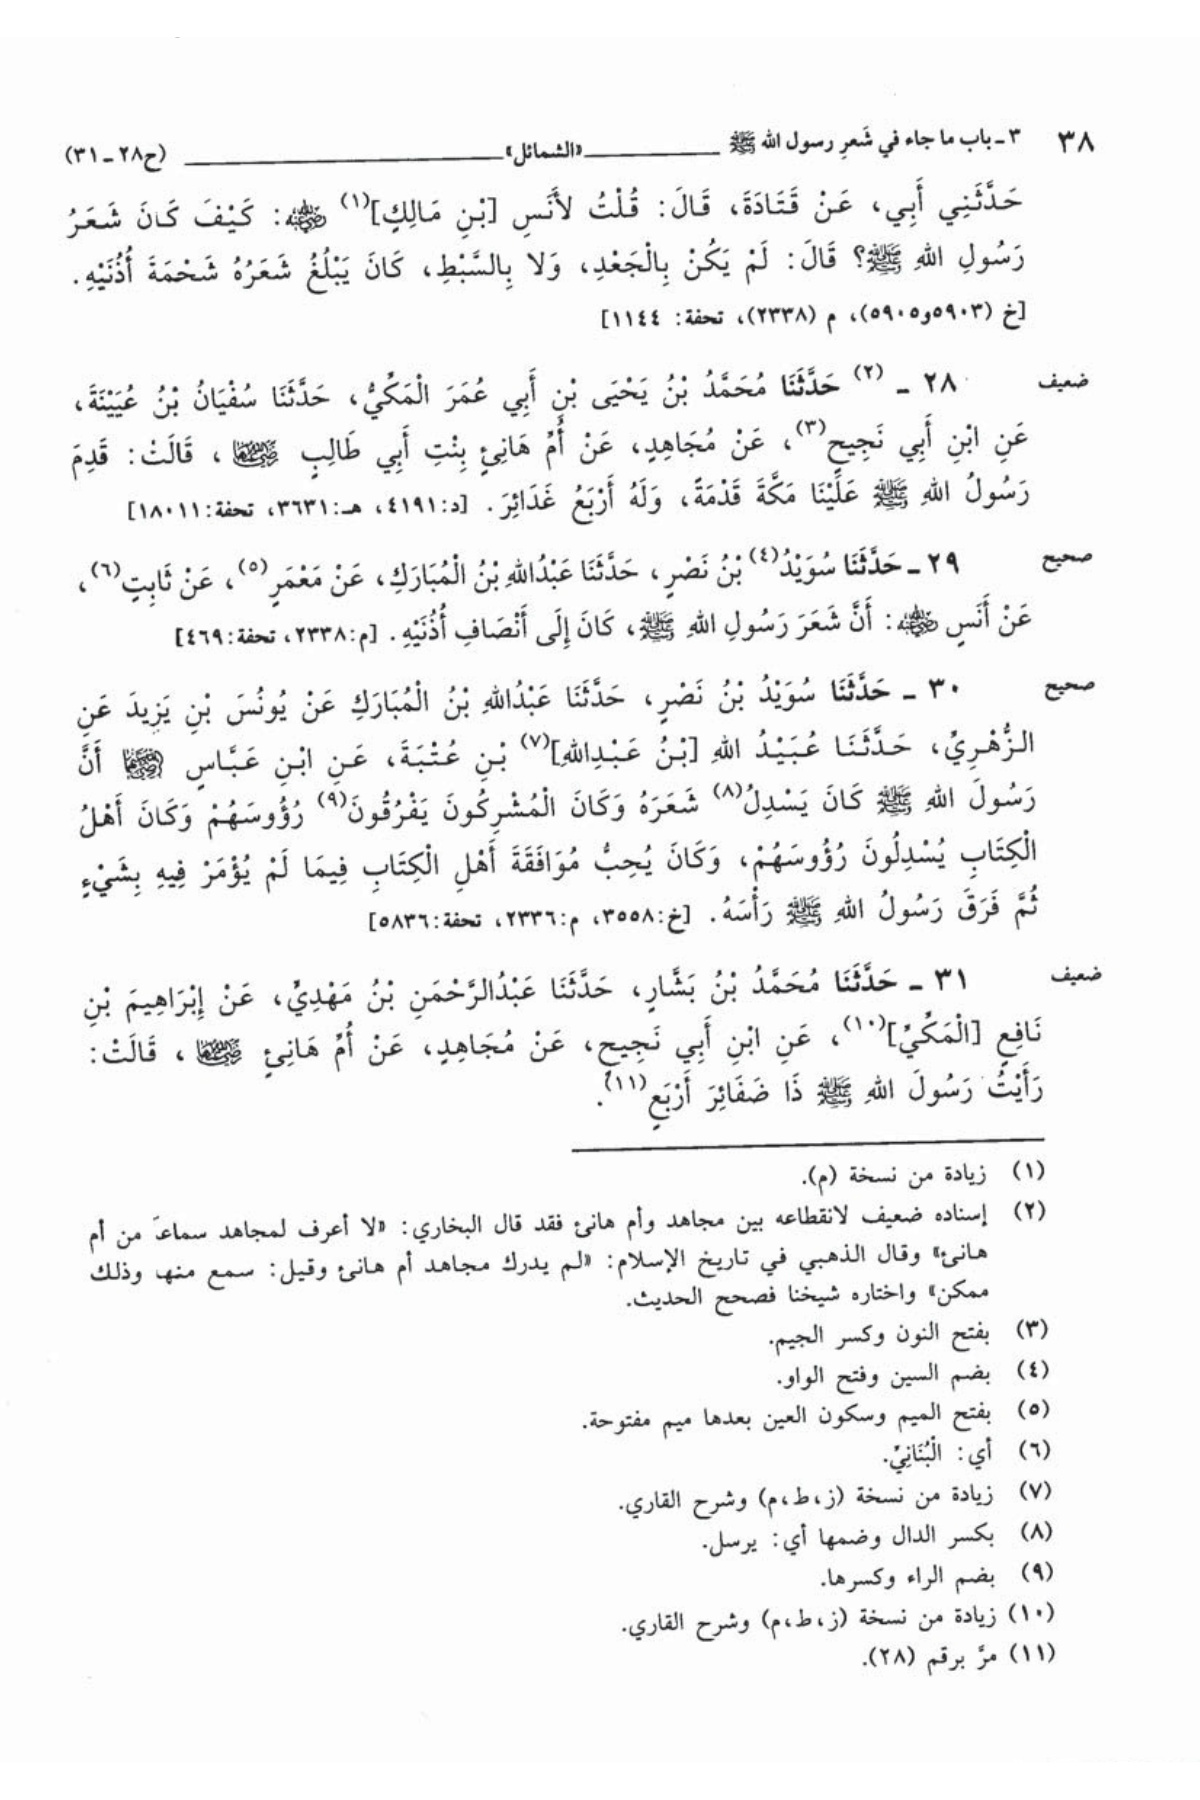 ٣٨ ٣ ـ باب ما جاء في شَعرِ رسول الله ﷺ «الشمائل» (ح٢٨ ـ ٣١)
حَدَّثَنِي أَبِي، عَنْ قَتَادَةَ، قَالَ: قُلْتُ لأَنَسِ [بْنِ مَالِكٍ](١) رضي الله عنه: كَيْفَ كَانَ شَعَرُ
رَسُولِ اللهِ ﷺ؟ قَالَ: لَمْ يَكُنْ بِالْجَعْدِ، وَلَا بِالسَّبْطِ، كَانَ يَبْلُغُ شَعَرُهُ شَحْمَةَ أُذُنَيْهِ.
[خ (٥٩٠٣و٥٩٠٥)، م (٢٣٣٨)، تحفة: ١١٤٤]
ضعيف ٢٨ ـ (٢) حَدَّثَنَا مُحَمَّدُ بْنُ يَحْيَى بْنِ أَبِي عُمَرَ الْمَكِّيُّ، حَدَّثَنَا سُفْيَانُ بْنُ عُيَيْنَةَ،
عَنِ ابْنِ أَبِي نَجِيحٍ(٣)، عَنْ مُجَاهِدٍ، عَنْ أُمِّ هَانِئٍ بِنْتِ أَبِي طَالِبٍ رضي الله عنها، قَالَتْ: قَدِمَ
رَسُولُ اللهِ ﷺ عَلَيْنَا مَكَّةَ قَدْمَةً، وَلَهُ أَرْبَعُ غَدَائِرَ. [د:٤١٩١، هـ:٣٦٣١، تحفة:١٨٠١١]
صحيح ٢٩ ـ حَدَّثَنَا سُوَيْدُ(٤) بْنُ نَصْرٍ، حَدَّثَنَا عَبْدُاللهِ بْنُ الْمُبَارَكِ، عَنْ مَعْمَرٍ(٥)، عَنْ ثَابِتٍ(٦)،
عَنْ أَنَسٍ رضي الله عنه: أَنَّ شَعَرَ رَسُولِ اللهِ ﷺ، كَانَ إِلَى أَنْصَافِ أُذُنَيْهِ. [م:٢٣٣٨، تحفة:٤٦٩]
صحيح ٣٠ ـ حَدَّثَنَا سُوَيْدُ بْنُ نَصْرٍ، حَدَّثَنَا عَبْدُاللهِ بْنُ الْمُبَارَكِ عَنْ يُونُسَ بْنِ يَزِيدَ عَنِ
الزُّهْرِيِّ، حَدَّثَنَا عُبَيْدُ اللهِ [بْنُ عَبْدِاللهِ](٧) بْنِ عُتْبَةَ، عَنِ ابْنِ عَبَّاسٍ رضي الله عنهما أَنَّ
رَسُولَ اللهِ ﷺ كَانَ يَسْدِلُ(٨) شَعَرَهُ وَكَانَ الْمُشْرِكُونَ يَفْرُقُونَ(٩) رُؤُوسَهُمْ وَكَانَ أَهْلُ
الْكِتَابِ يُسْدِلُونَ رُؤُوسَهُمْ، وَكَانَ يُحِبُّ مُوَافَقَةَ أَهْلِ الْكِتَابِ فِيمَا لَمْ يُؤْمَرْ فِيهِ بِشَيْءٍ
ثُمَّ فَرَقَ رَسُولُ اللهِ ﷺ رَأْسَهُ. [خ:٣٥٥٨، م:٢٣٣٦، تحفة:٥٨٣٦]
ضعيف ٣١ ـ حَدَّثَنَا مُحَمَّدُ بْنُ بَشَّارٍ، حَدَّثَنَا عَبْدُالرَّحْمَنِ بْنُ مَهْدِيٍّ، عَنْ إِبْرَاهِيمَ بْنِ
نَافِعٍ [الْمَكِّيِّ](١٠)، عَنِ ابْنِ أَبِي نَجِيحٍ، عَنْ مُجَاهِدٍ، عَنْ أُمِّ هَانِئٍ رضي الله عنها، قَالَتْ:
رَأَيْتُ رَسُولَ اللهِ ﷺ ذَا ضَفَائِرَ أَرْبَعٍ(١١).
(١) زيادة من نسخة (م).
(٢) إسناده ضعيف لانقطاعه بين مجاهد وأم هانئ فقد قال البخاري: «لا أعرف لمجاهد سماعاً من أم
هانئ» وقال الذهبي في تاريخ الإسلام: «لم يدرك مجاهد أم هانئ وقيل: سمع منها وذلك
ممكن» واختاره شيخنا فصحح الحديث.
(٣) بفتح النون وكسر الجيم.
(٤) بضم السين وفتح الواو.
(٥) بفتح الميم وسكون العين بعدها ميم مفتوحة.
(٦) أي: الْبُنَانِيِّ.
(٧) زيادة من نسخة (ز،ط،م) وشرح القاري.
(٨) بكسر الدال وضمها أي: يرسل.
(٩) بضم الراء وكسرها.
(١٠) زيادة من نسخة (ز،ط،م) وشرح القاري.
(١١) مرَّ برقم (٢٨).